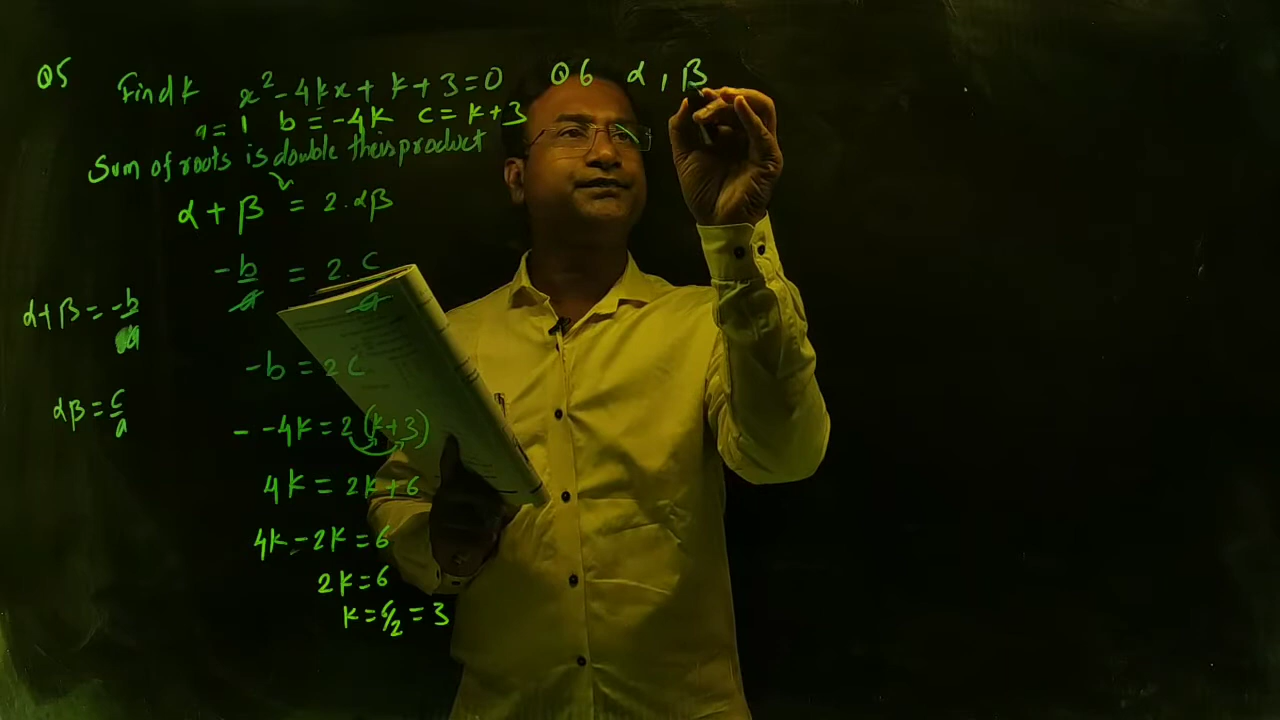 Q5 Find k x² - 4kx + k + 3 = 0
a = 1 b = -4k c = k+3
Sum of roots is double their product
α + β = 2. αβ
-b/a = 2. c/a
-b = 2c
- -4k = 2(k+3)
4k = 2k + 6
4k - 2k = 6
2k = 6
k = 6/2 = 3
α + β = -b/a
αβ = c/a
Q6 α, β